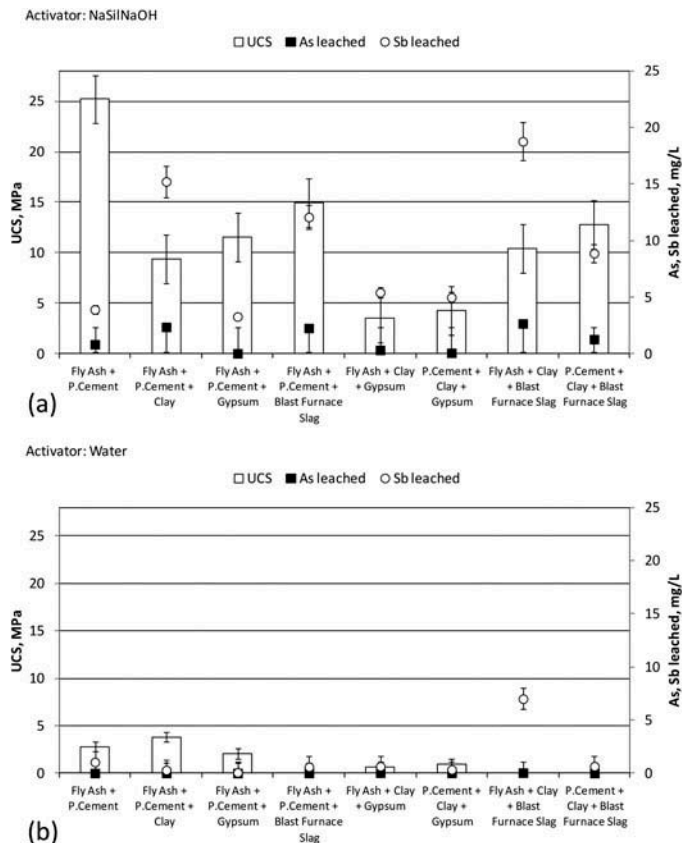 Activator: NaSilNaOH
UCS As leached Sb leached
25
20
15
10
5
0
UCS, MPa
25
20
15
10
5
0
As, Sb leached, mg/L
Fly Ash + Fly Ash + Fly Ash + Fly Ash + Fly Ash + Clay P.Cement + Fly Ash + Clay P.Cement +
P.Cement P.Cement + P.Cement + P.Cement + + Gypsum Clay + + Blast Clay + Blast
Clay Gypsum Blast Furnace Gypsum Furnace Slag Furnace Slag
Slag
(a)
Activator: Water
UCS As leached Sb leached
25
20
15
10
5
0
UCS, MPa
25
20
15
10
5
0
As, Sb leached, mg/L
Fly Ash + Fly Ash + Fly Ash + Fly Ash + Fly Ash + Clay P.Cement + Fly Ash + Clay P.Cement +
P.Cement P.Cement + P.Cement + P.Cement + + Gypsum Clay + + Blast Clay + Blast
Clay Gypsum Blast Furnace Gypsum Furnace Slag Furnace Slag
Slag
(b)